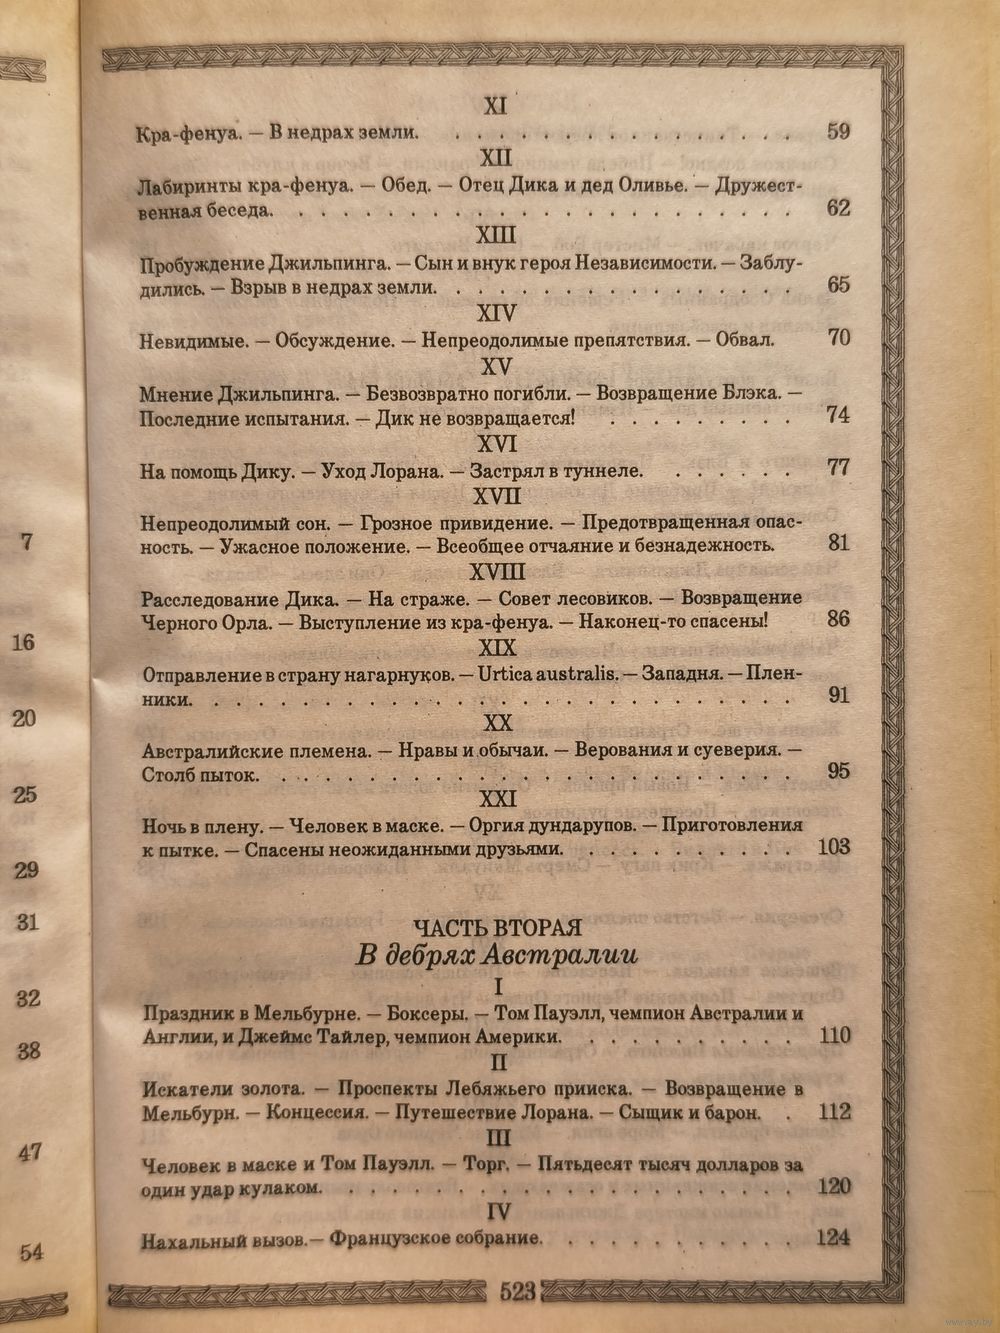 7
16
20
25
29
31
32
38
47
54
XI
Кра-фенуа. — В недрах земли. . . . . . . . . . . . . . . . . 59
XII
Лабиринты кра-фенуа. — Обед. — Отец Дика и дед Оливье. — Дружест-
венная беседа. . . . . . . . . . . . . . . . . . . . . . . . 62
XIII
Пробуждение Джильпинга. — Сын и внук героя Независимости. — Заблу-
дились. — Взрыв в недрах земли. . . . . . . . . . . . . . . . . 65
XIV
Невидимые. — Обсуждение. — Непреодолимые препятствия. — Обвал. 70
XV
Мнение Джильпинга. — Безвозвратно погибли. — Возвращение Блэка. —
Последние испытания. — Дик не возвращается! . . . . . . . . . 74
XVI
На помощь Дику. — Уход Лорана. — Застрял в туннеле. . . . . . . 77
XVII
Непреодолимый сон. — Грозное привидение. — Предотвращенная опас-
ность. — Ужасное положение. — Всеобщее отчаяние и безнадежность. 81
XVIII
Расследование Дика. — На страже. — Совет лесовиков. — Возвращение
Черного Орла. — Выступление из кра-фенуа. — Наконец-то спасены! 86
XIX
Отправление в страну нагарнуков. — Urtica australis. — Западня. — Плен-
ники. . . . . . . . . . . . . . . . . . . . . . . . . . . . 91
XX
Австралийские племена. — Нравы и обычаи. — Верования и суеверия. —
Столб пыток. . . . . . . . . . . . . . . . . . . . . . . . . 95
XXI
Ночь в плену. — Человек в маске. — Оргия дундарупов. — Приготовления
к пытке. — Спасены неожиданными друзьями. . . . . . . . . . . 103
ЧАСТЬ ВТОРАЯ
В дебрях Австралии
I
Праздник в Мельбурне. — Боксеры. — Том Пауэлл, чемпион Австралии и
Англии, и Джеймс Тайлер, чемпион Америки. . . . . . . . . . . 110
II
Искатели золота. — Проспекты Лебяжьего прииска. — Возвращение в
Мельбурн. — Концессия. — Путешествие Лорана. — Сыщик и барон. . 112
III
Человек в маске и Том Пауэлл. — Торг. — Пятьдесят тысяч долларов за
один удар кулаком. . . . . . . . . . . . . . . . . . . . . . 120
IV
Нахальный вызов.— Французское собрание. . . . . . . . . . . . 124
523
www.ay.by